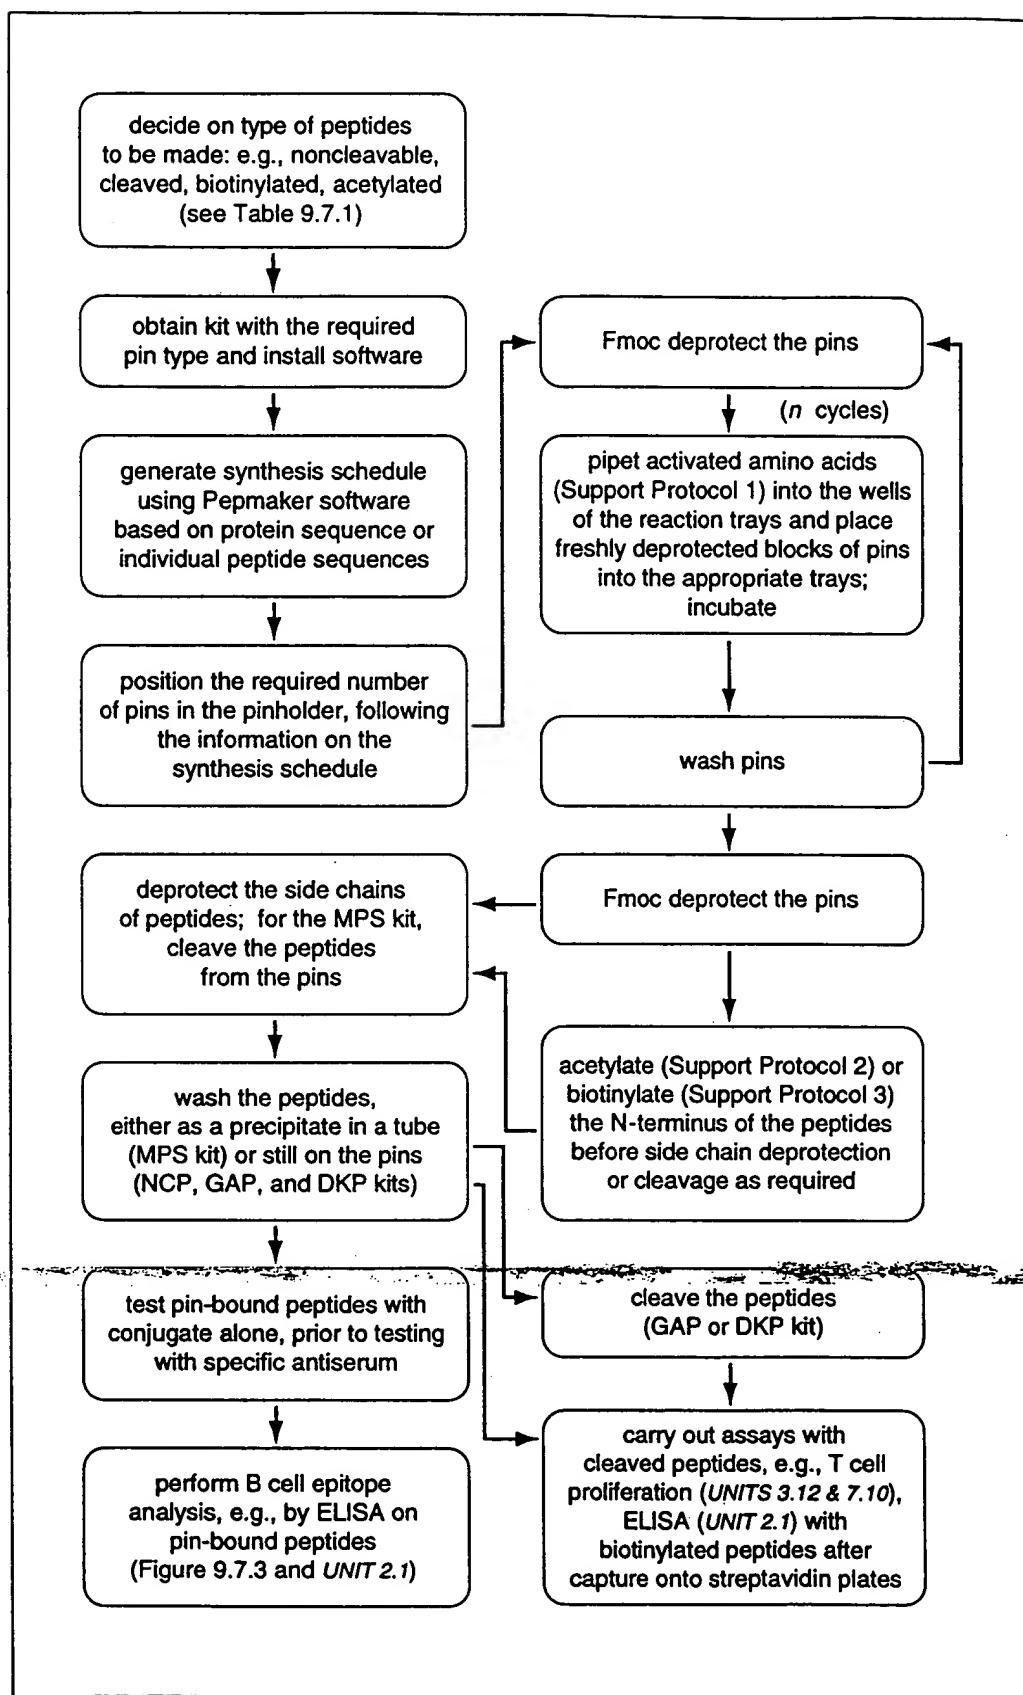 decide on type of peptides
to be made: e.g., noncleavable,
cleaved, biotinylated, acetylated
(see Table 9.7.1)
obtain kit with the required
pin type and install software
generate synthesis schedule
using Pepmaker software
based on protein sequence or
individual peptide sequences
position the required number
of pins in the pinholder, following
the information on the
synthesis schedule
Fmoc deprotect the pins
(n cycles)
pipet activated amino acids
(Support Protocol 1) into the wells
of the reaction trays and place
freshly deprotected blocks of pins
into the appropriate trays;
incubate
wash pins
Fmoc deprotect the pins
acetylate (Support Protocol 2) or
biotinylate (Support Protocol 3)
the N-terminus of the peptides
before side chain deprotection
or cleavage as required
deprotect the side chains
of peptides; for the MPS kit,
cleave the peptides
from the pins
wash the peptides,
either as a precipitate in a tube
(MPS kit) or still on the pins
(NCP, GAP, and DKP kits)
test pin-bound peptides with
conjugate alone, prior to testing
with specific antiserum
perform B cell epitope
analysis, e.g., by ELISA on
pin-bound peptides
(Figure 9.7.3 and UNIT 2.1)
cleave the peptides
(GAP or DKP kit)
carry out assays with
cleaved peptides, e.g., T cell
proliferation (UNITS 3.12 & 7.10),
ELISA (UNIT 2.1) with
biotinylated peptides after
capture onto streptavidin plates